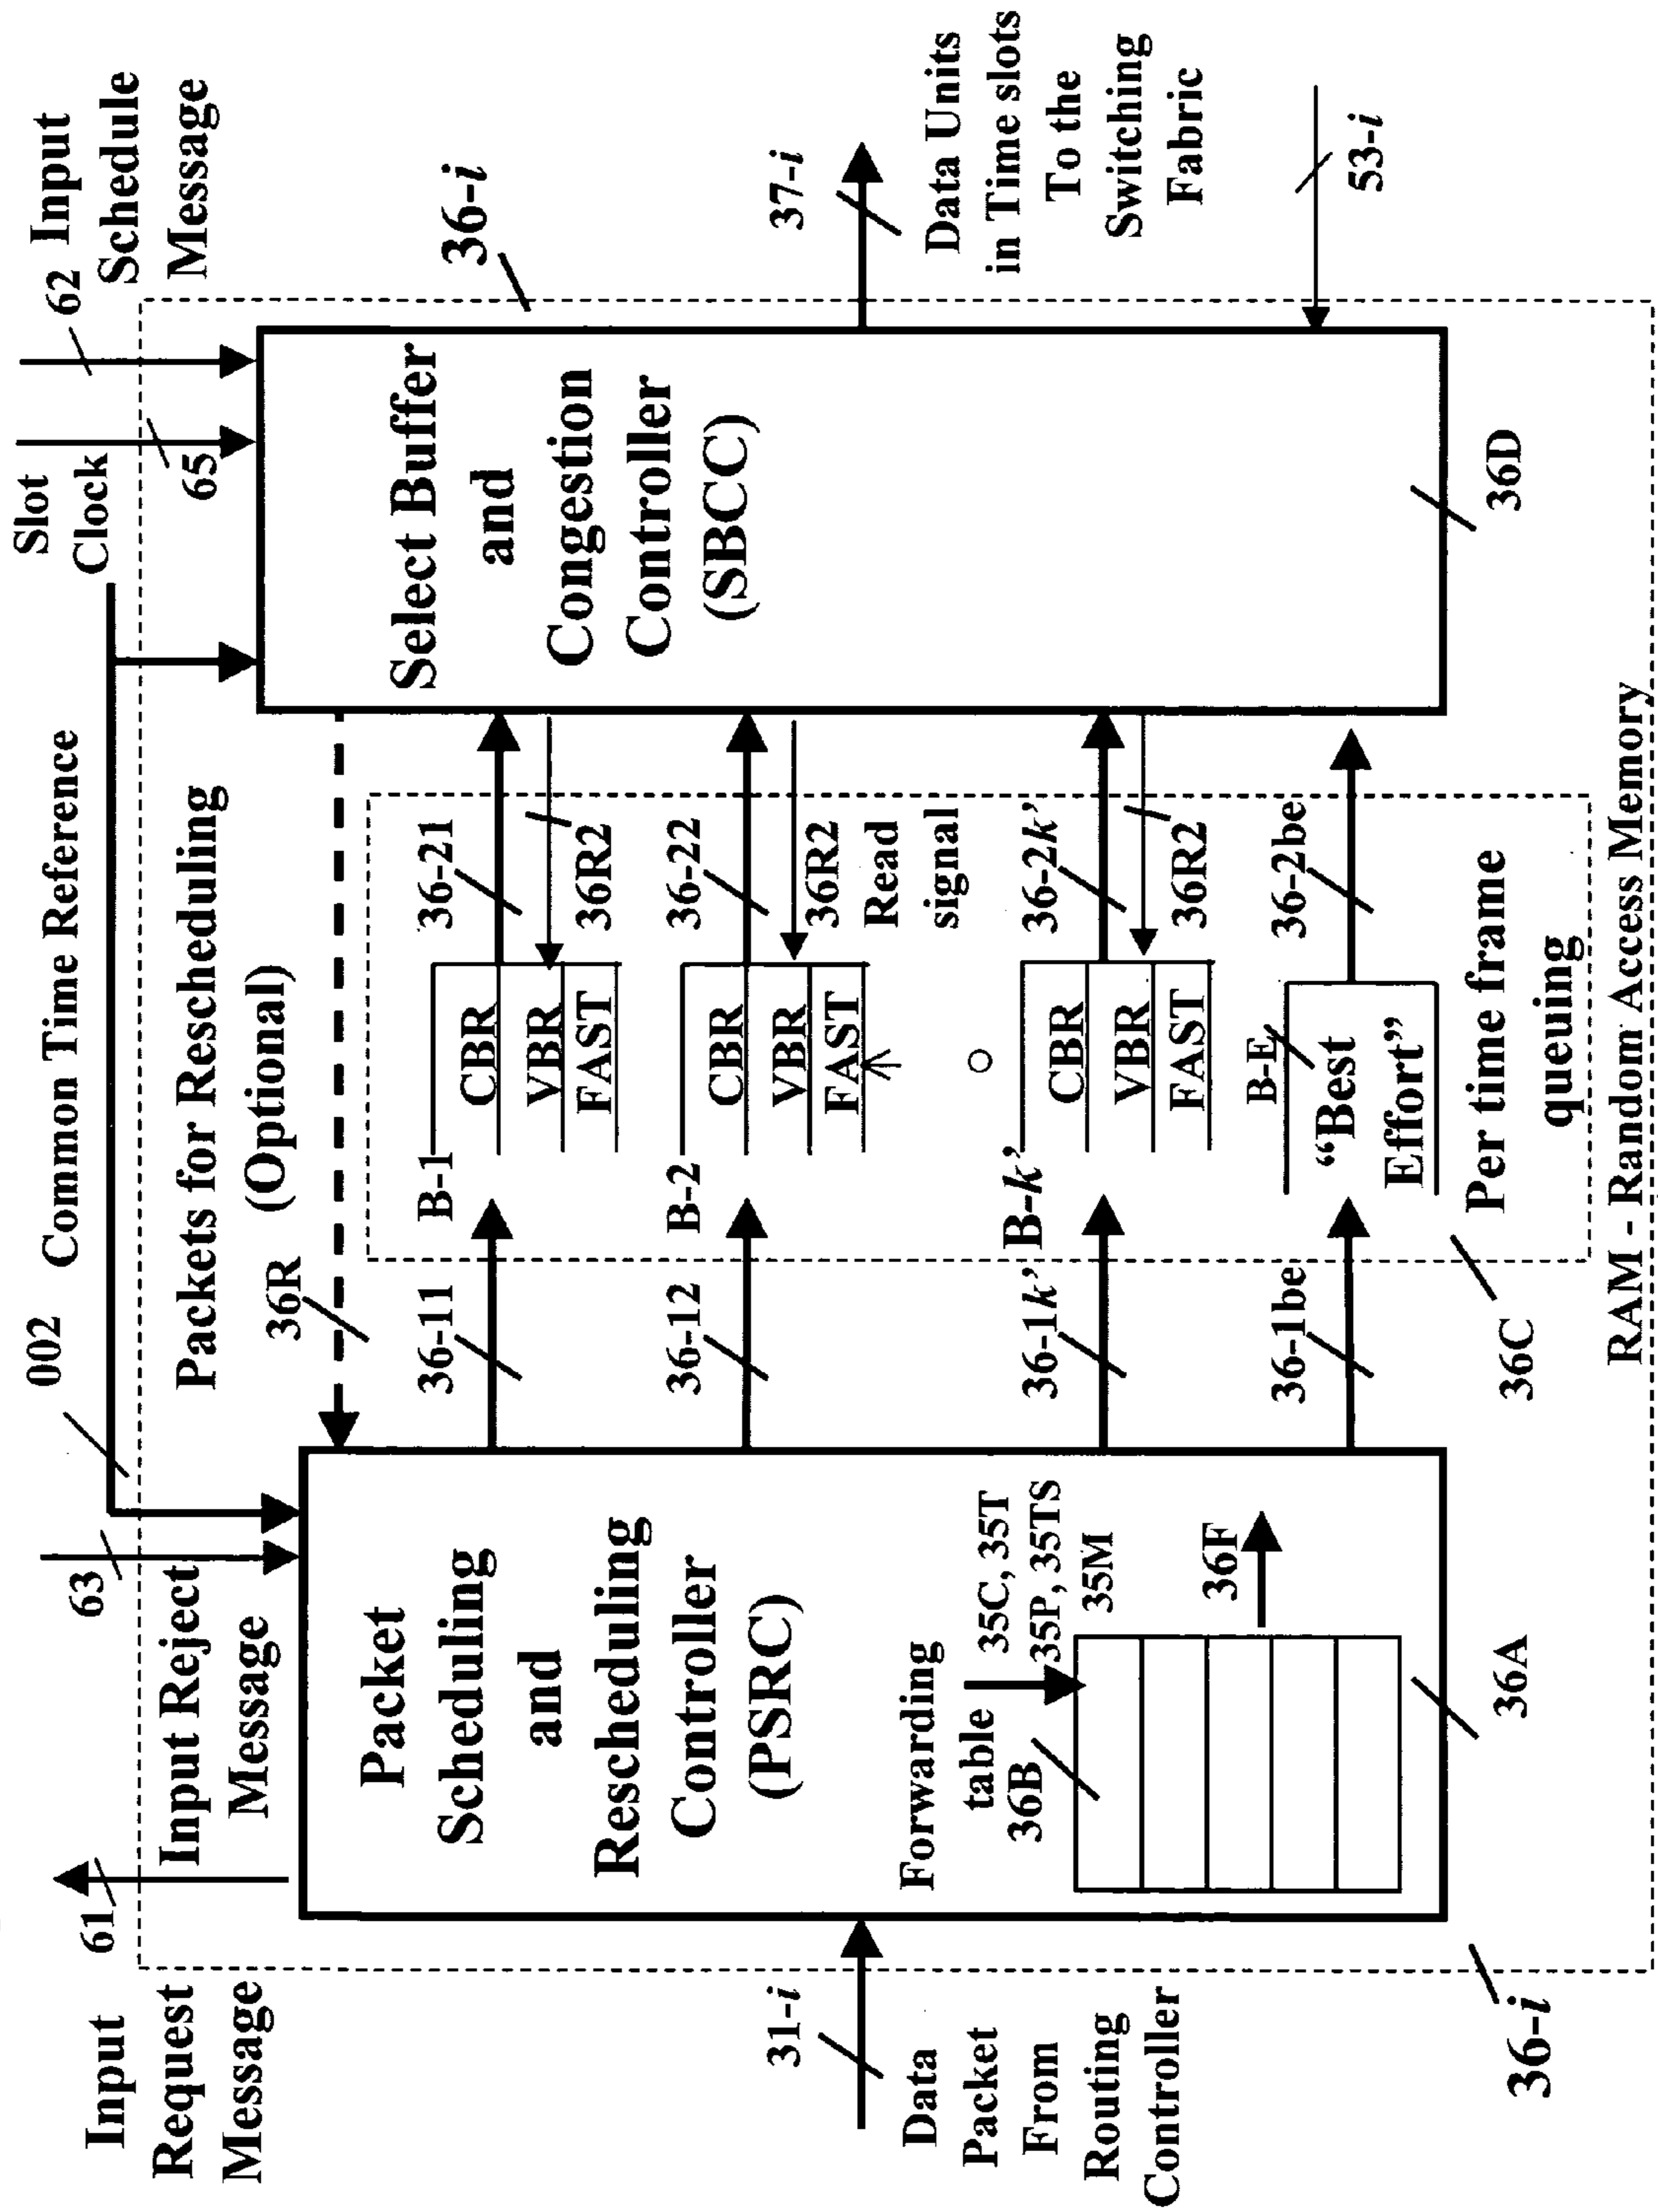 Input
Request
Message
61
Input Reject
Message
63
002
Common Time Reference
Slot
Clock
65
62
Input
Schedule
Message
Packets for Rescheduling
(Optional)
36R
36-i
Packet
Scheduling
and
Rescheduling
Controller
(PSRC)
Forwarding
table
36B
35C, 35T
35P, 35TS
35M
36F
36A
31-i
Data
Packet
From
Routing
Controller
36-i
36-11
B-1
CBR
VBR
FAST
36-21
36R2
36-12
B-2
CBR
VBR
FAST
36-22
36R2
Read
signal
36-1k'
B-k'
CBR
VBR
FAST
36-2k'
36R2
36-1be
B-E
“Best
Effort”
36-2be
36C
Per time frame
queuing
RAM - Random Access Memory
Select Buffer
and
Congestion
Controller
(SBCC)
36D
37-i
Data Units
in Time slots
To the
Switching
Fabric
53-i